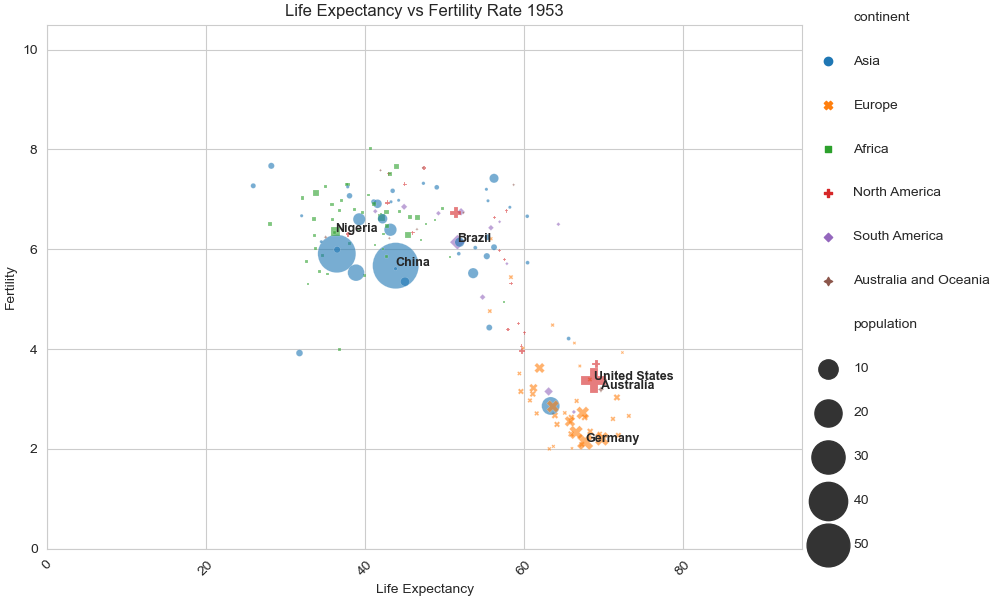 Life Expectancy vs Fertility Rate 1953
10
8
6
4
2
0
Fertility
0
20
40
60
80
Life Expectancy
Nigeria
China
Brazil
United States
Australia
Germany
continent
Asia
Europe
Africa
North America
South America
Australia and Oceania
population
10
20
30
40
50